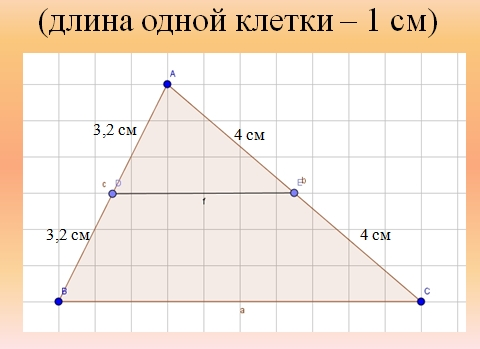 (длина одной клетки – 1 см)
A
3,2 см
4 см
c D
E b
f
3,2 см
4 см
B
C
a